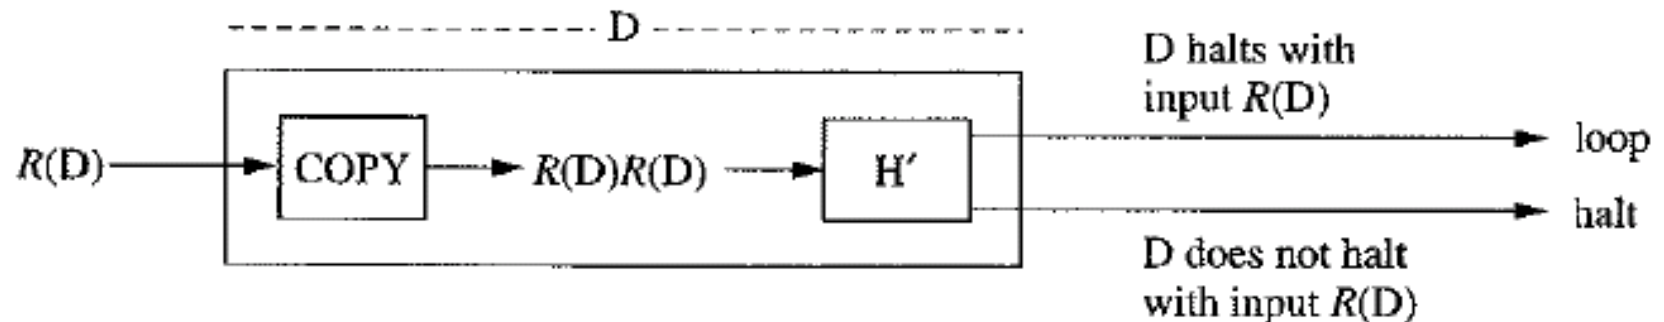 D
D halts with
input R(D)
R(D)
COPY
R(D)R(D)
H′
loop
halt
D does not halt
with input R(D)